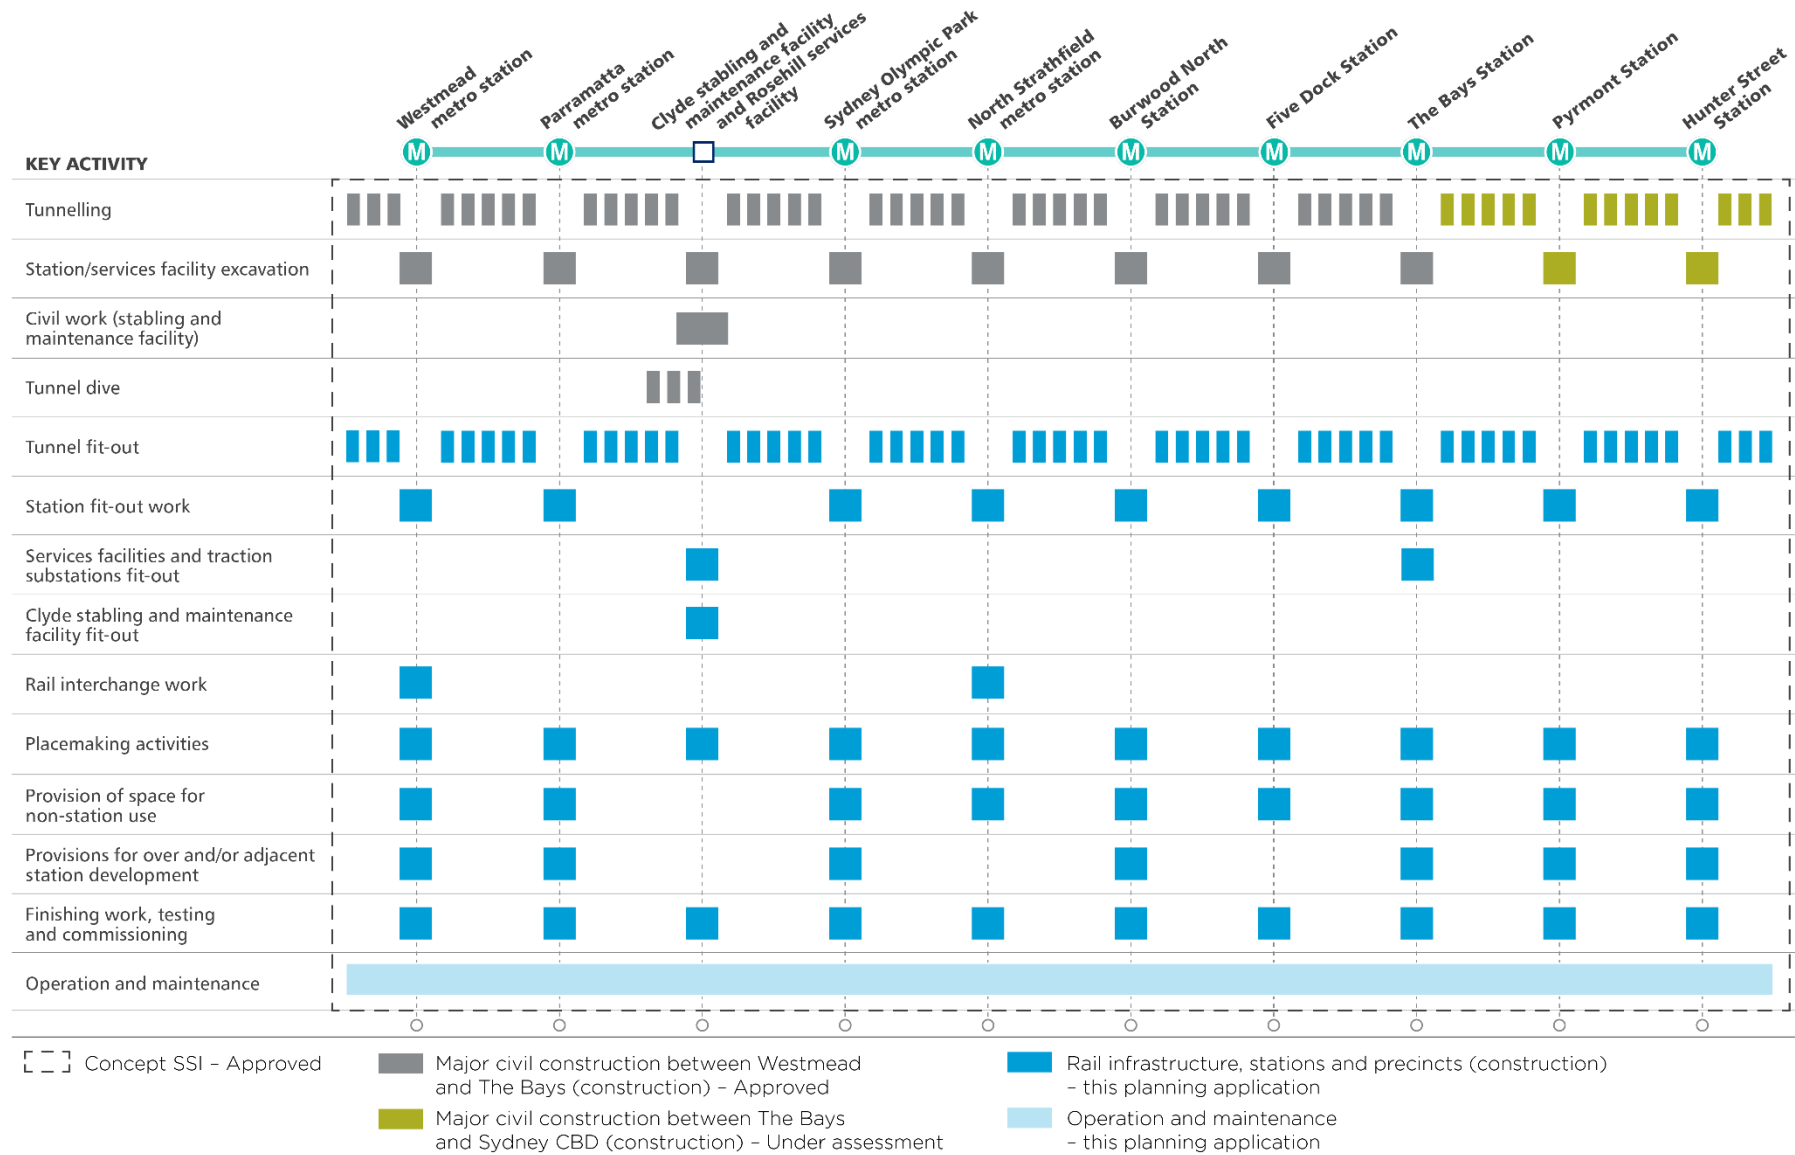 Westmead
metro station
Parramatta
metro station
Clyde stabling and
maintenance facility
and Rosehill services
facility
Sydney Olympic Park
metro station
North Strathfield
metro station
Burwood North
Station
Five Dock Station
The Bays Station
Pyrmont Station
Hunter Street
Station
KEY ACTIVITY
M M M M M M M M M
Tunnelling
Station/services facility excavation
Civil work (stabling and
maintenance facility)
Tunnel dive
Tunnel fit-out
Station fit-out work
Services facilities and traction
substations fit-out
Clyde stabling and maintenance
facility fit-out
Rail interchange work
Placemaking activities
Provision of space for
non-station use
Provisions for over and/or adjacent
station development
Finishing work, testing
and commissioning
Operation and maintenance
Concept SSI – Approved
Major civil construction between Westmead
and The Bays (construction) – Approved
Major civil construction between The Bays
and Sydney CBD (construction) – Under assessment
Rail infrastructure, stations and precincts (construction)
– this planning application
Operation and maintenance
– this planning application